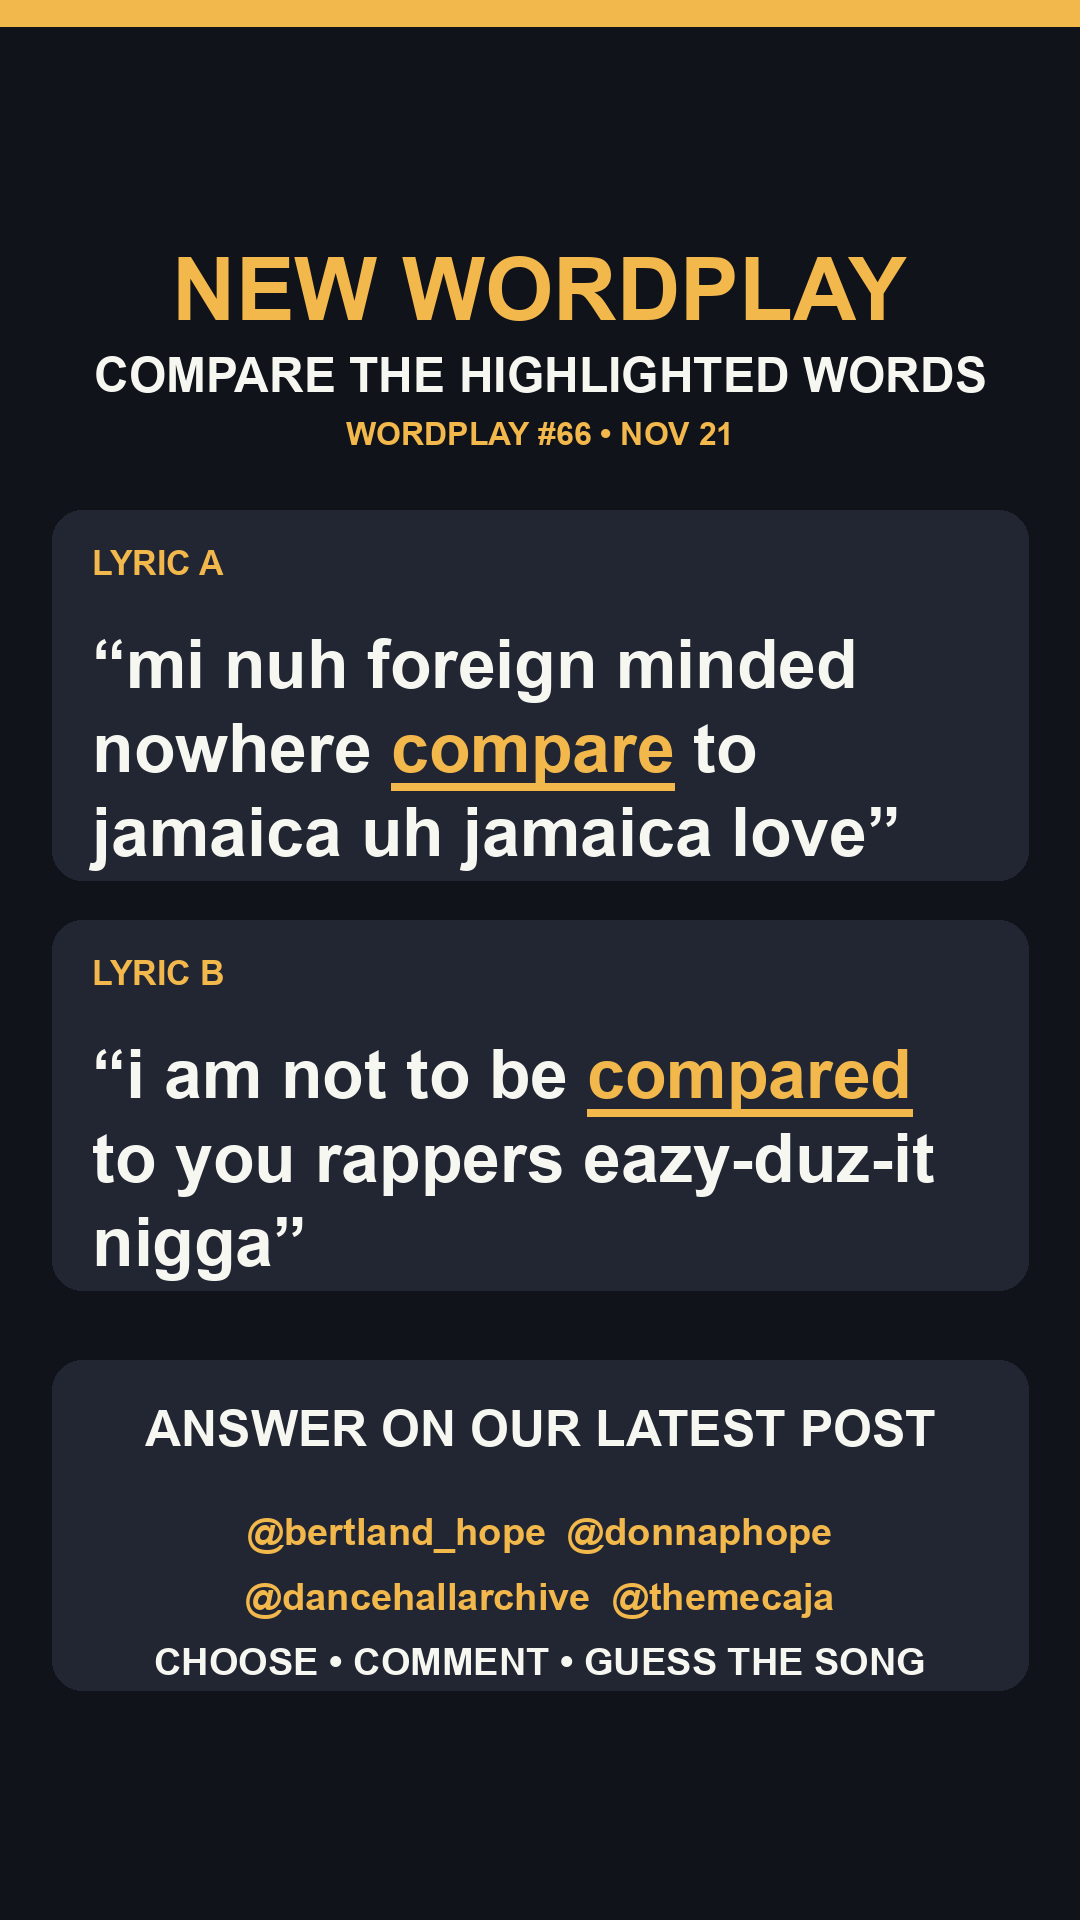 NEW WORDPLAY
COMPARE THE HIGHLIGHTED WORDS
WORDPLAY #66 • NOV 21
LYRIC A
“mi nuh foreign minded
nowhere compare to
jamaica uh jamaica love”
LYRIC B
“i am not to be compared
to you rappers eazy-duz-it
nigga”
ANSWER ON OUR LATEST POST
@bertland_hope @donnaphope
@dancehallarchive @themecaja
CHOOSE • COMMENT • GUESS THE SONG